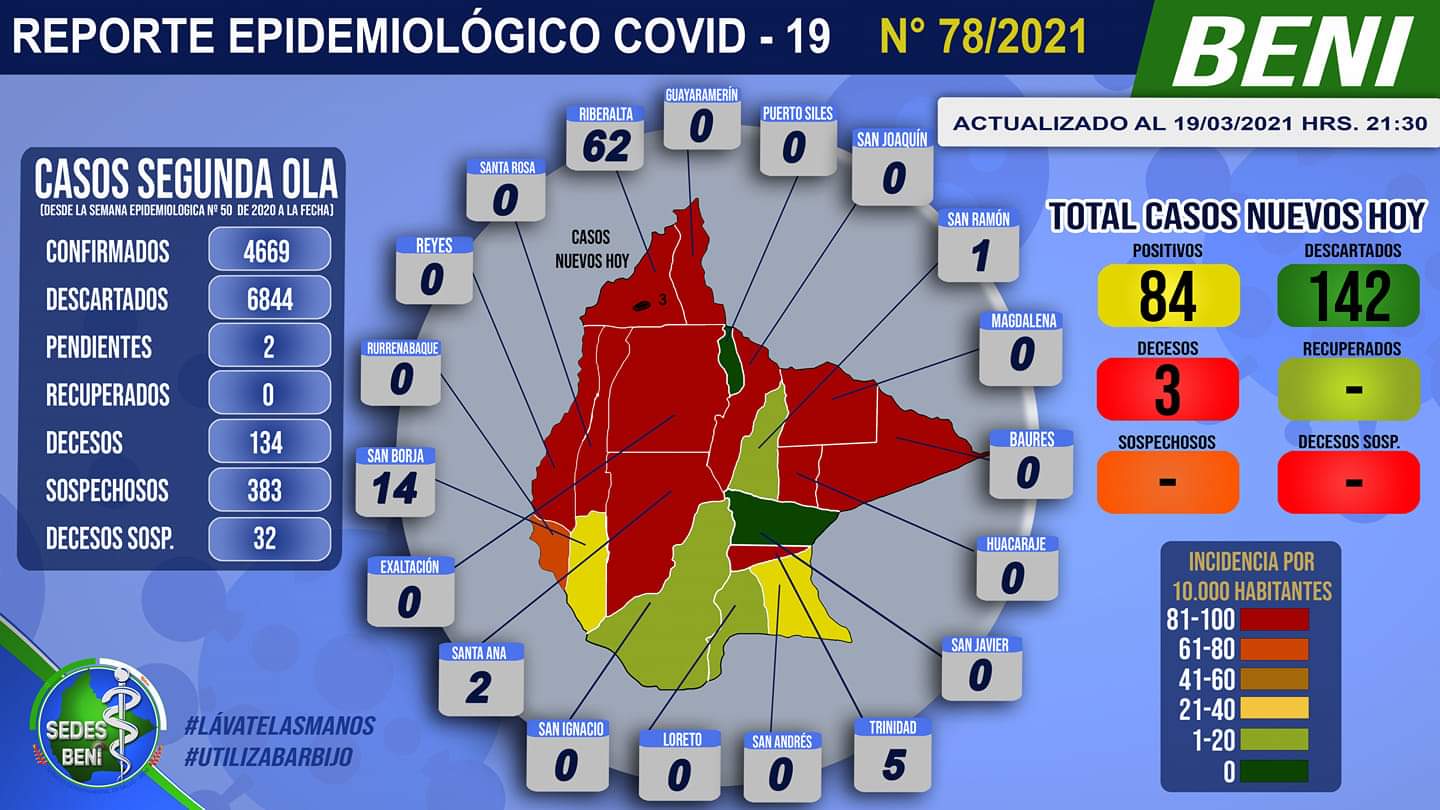 REPORTE EPIDEMIOLÓGICO COVID - 19 N° 78/2021
BENI
ACTUALIZADO AL 19/03/2021 HRS. 21:30
CASOS SEGUNDA OLA
(DESDE LA SEMANA EPIDEMIOLOGICA Nº 50 DE 2020 A LA FECHA)
CONFIRMADOS 4669
DESCARTADOS 6844
PENDIENTES 2
RECUPERADOS 0
DECESOS 134
SOSPECHOSOS 383
DECESOS SOSP. 32
CASOS
NUEVOS HOY
3
GUAYARAMERÍN
0
PUERTO SILES
0
SAN JOAQUÍN
0
SAN RAMÓN
1
MAGDALENA
0
BAURES
0
HUACARAJE
0
SAN JAVIER
0
TRINIDAD
5
SAN ANDRÉS
0
LORETO
0
SAN IGNACIO
0
SANTA ANA
2
EXALTACIÓN
0
SAN BORJA
14
RURRENABAQUE
0
REYES
0
SANTA ROSA
0
RIBERALTA
62
TOTAL CASOS NUEVOS HOY
POSITIVOS DESCARTADOS
84 142
DECESOS RECUPERADOS
3 -
SOSPECHOSOS DECESOS SOSP.
- -
INCIDENCIA POR
10.000 HABITANTES
81-100
61-80
41-60
21-40
1-20
0
SEDES
BENI
#LÁVATELASMANOS
#UTILIZABARBIJO